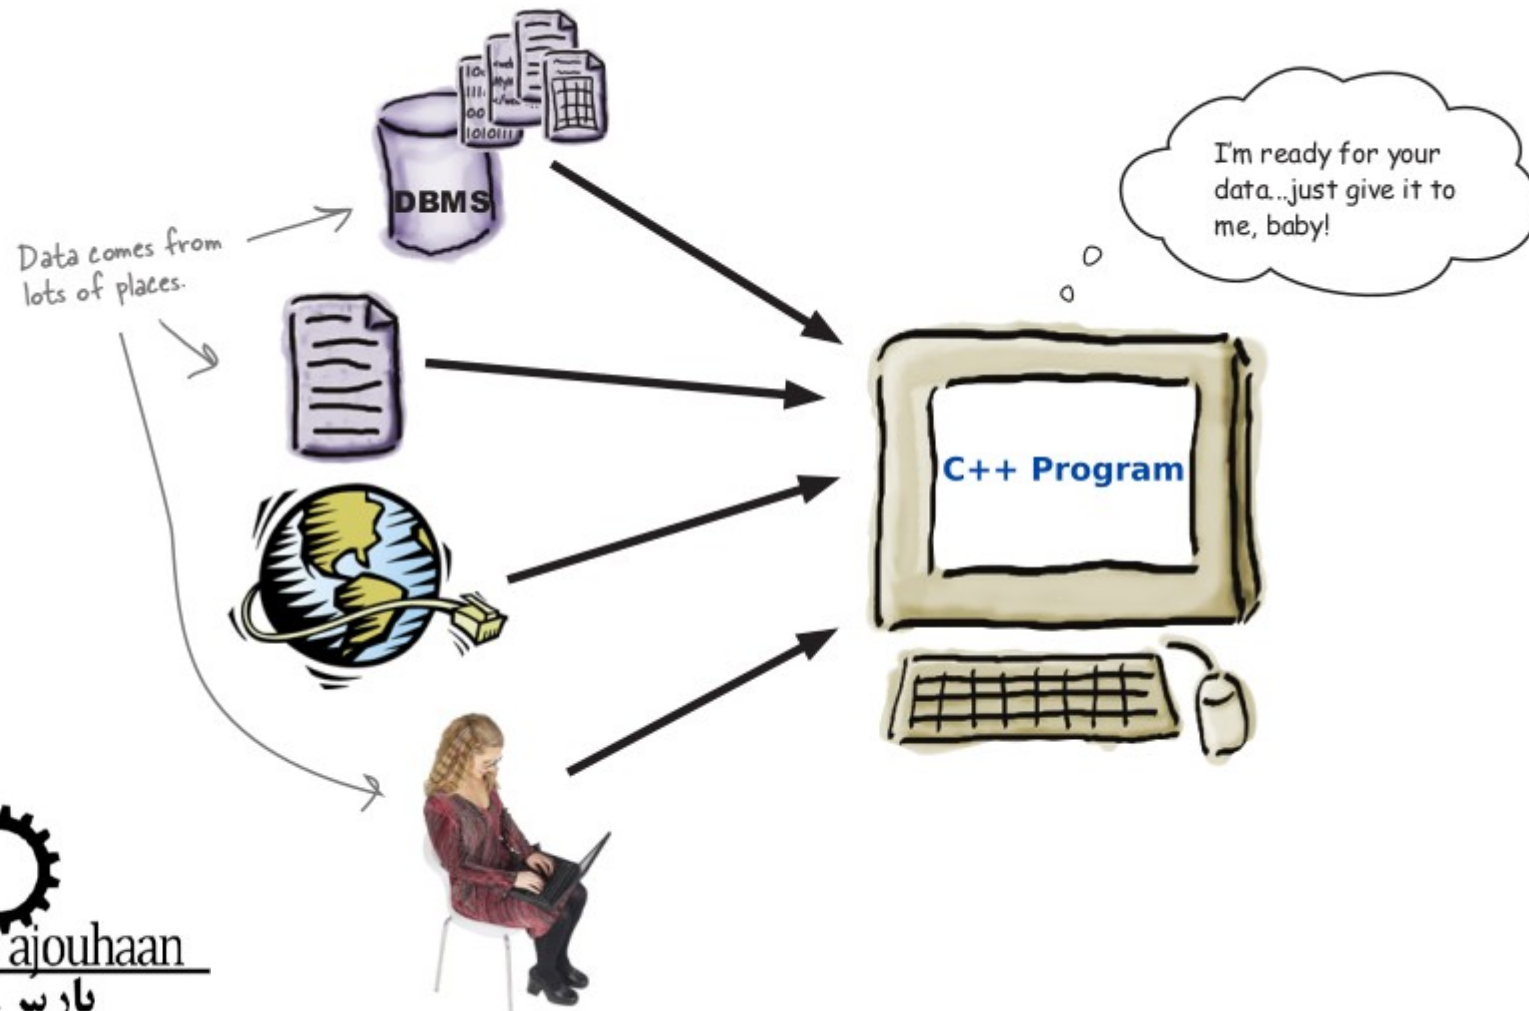 DBMS
Data comes from
lots of places.
I'm ready for your
data...just give it to
me, baby!
C++ Program
ajouhaan